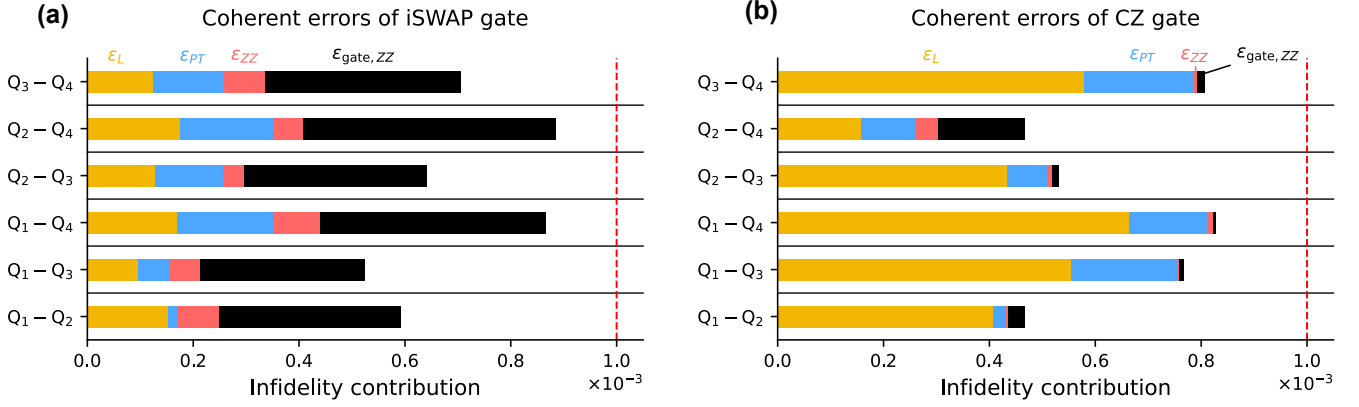 (a)
Coherent errors of iSWAP gate
ε_L ε_PT ε_ZZ ε_gate,ZZ
Q₃ − Q₄
Q₂ − Q₄
Q₂ − Q₃
Q₁ − Q₄
Q₁ − Q₃
Q₁ − Q₂
0.0 0.2 0.4 0.6 0.8 1.0
×10⁻³
Infidelity contribution
(b)
Coherent errors of CZ gate
ε_L ε_PT ε_ZZ ε_gate,ZZ
Q₃ − Q₄
Q₂ − Q₄
Q₂ − Q₃
Q₁ − Q₄
Q₁ − Q₃
Q₁ − Q₂
0.0 0.2 0.4 0.6 0.8 1.0
×10⁻³
Infidelity contribution